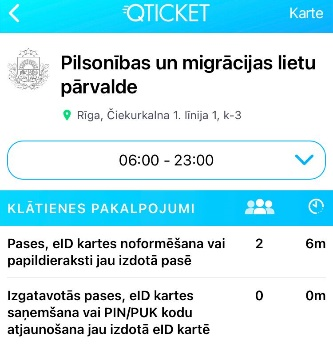 QTICKET
Karte
Pilsonības un migrācijas lietu
pārvalde
Rīga, Čiekurkalna 1. līnija 1, k-3
06:00 - 23:00
KLĀTIENES PAKALPOJUMI
Pases, eID kartes noformēšana vai 2 6m
papildieraksti jau izdotā pasē
Izgatavotās pases, eID kartes 0 0m
saņemšana vai PIN/PUK kodu
atjaunošana jau izdotā eID kartē